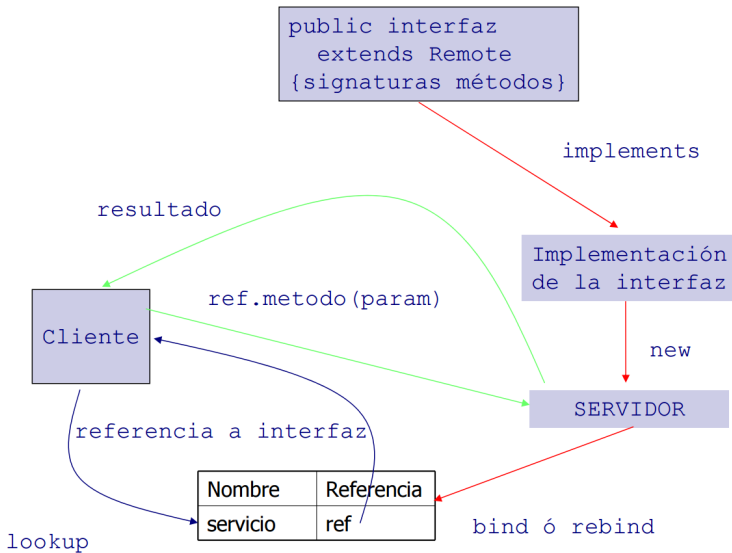 public interfaz
extends Remote
{signaturas métodos}
implements
resultado
Implementación
de la interfaz
ref.metodo(param)
Cliente
new
SERVIDOR
referencia a interfaz
Nombre Referencia
servicio ref
bind ó rebind
lookup